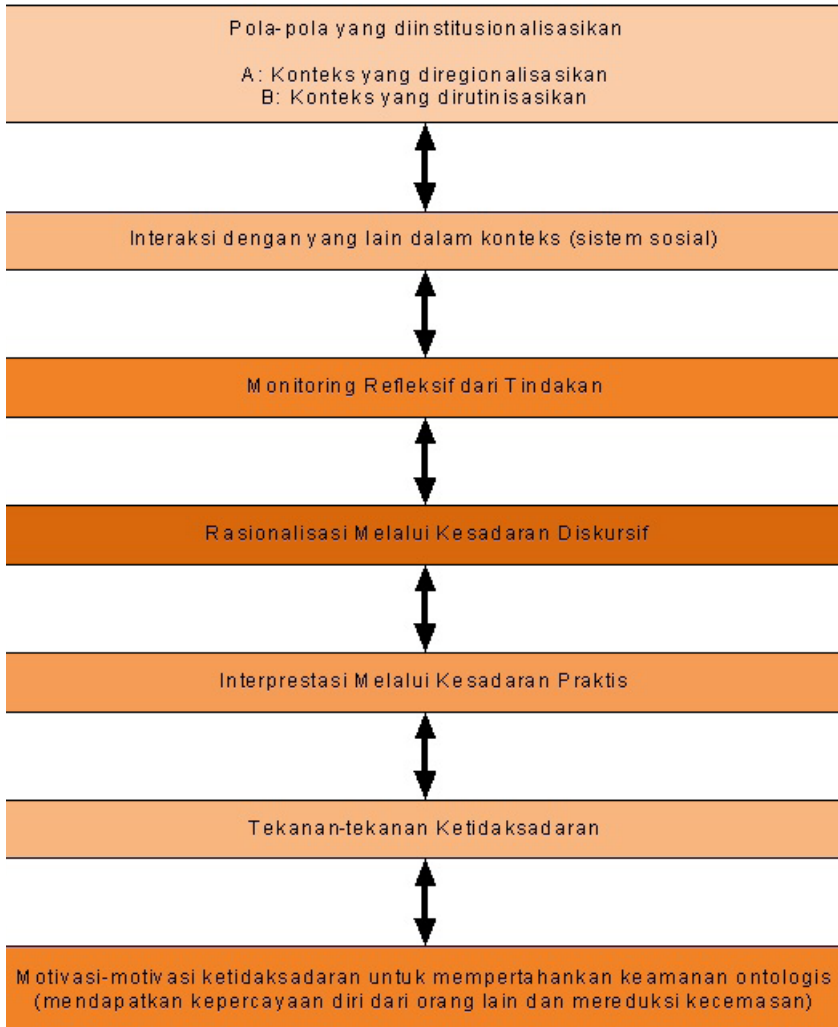 Pola-pola yang diinstitusionalisasikan
A: Konteks yang diregionalisasikan
B: Konteks yang dirutinisasikan
Interaksi dengan yang lain dalam konteks (sistem sosial)
Monitoring Refleksif dari Tindakan
Rasionalisasi Melalui Kesadaran Diskursif
Interprestasi Melalui Kesadaran Praktis
Tekanan-tekanan Ketidaksadaran
Motivasi-motivasi ketidaksadaran untuk mempertahankan keamanan ontologis
(mendapatkan kepercayaan diri dari orang lain dan mereduksi kecemasan)